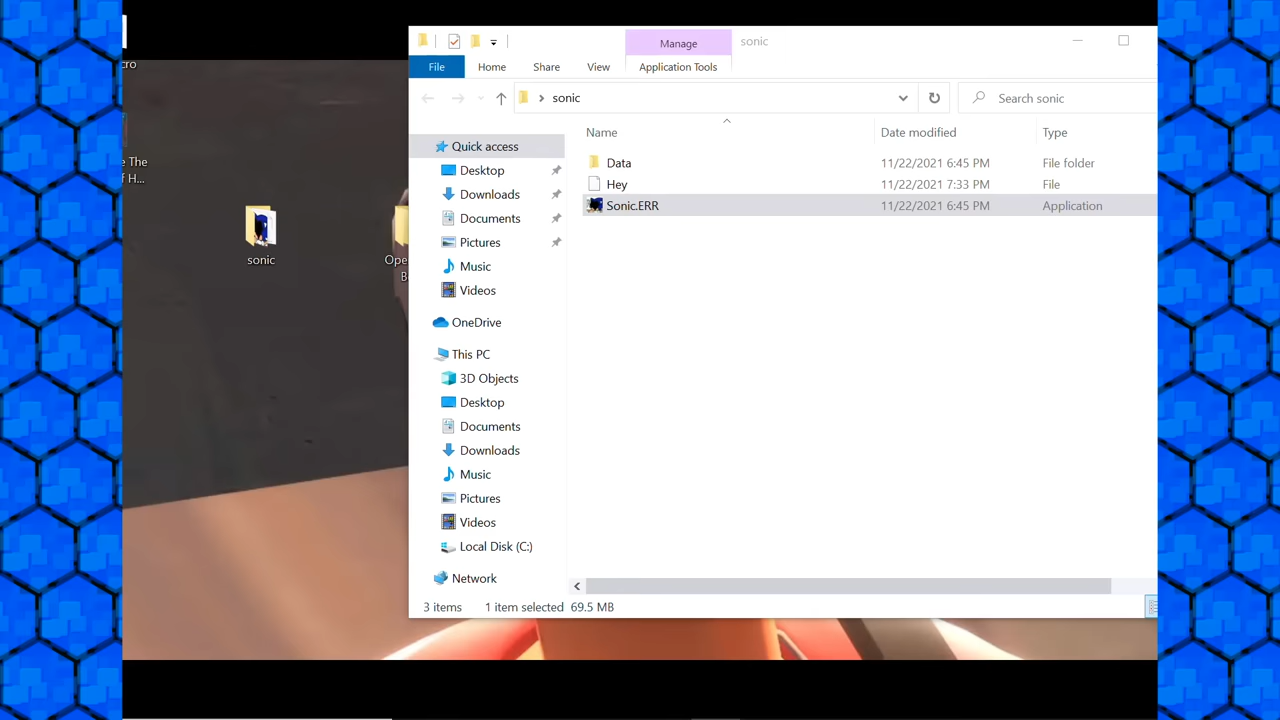 cro
e The
f H...
sonic
Ope
B
Manage
sonic
File
Home
Share
View
Application Tools
sonic
Search sonic
Name
Date modified
Type
Quick access
Desktop
Downloads
Documents
Pictures
Music
Videos
OneDrive
This PC
3D Objects
Desktop
Documents
Downloads
Music
Pictures
Videos
Local Disk (C:)
Network
Data 11/22/2021 6:45 PM File folder
Hey 11/22/2021 7:33 PM File
Sonic.ERR 11/22/2021 6:45 PM Application
3 items 1 item selected 69.5 MB